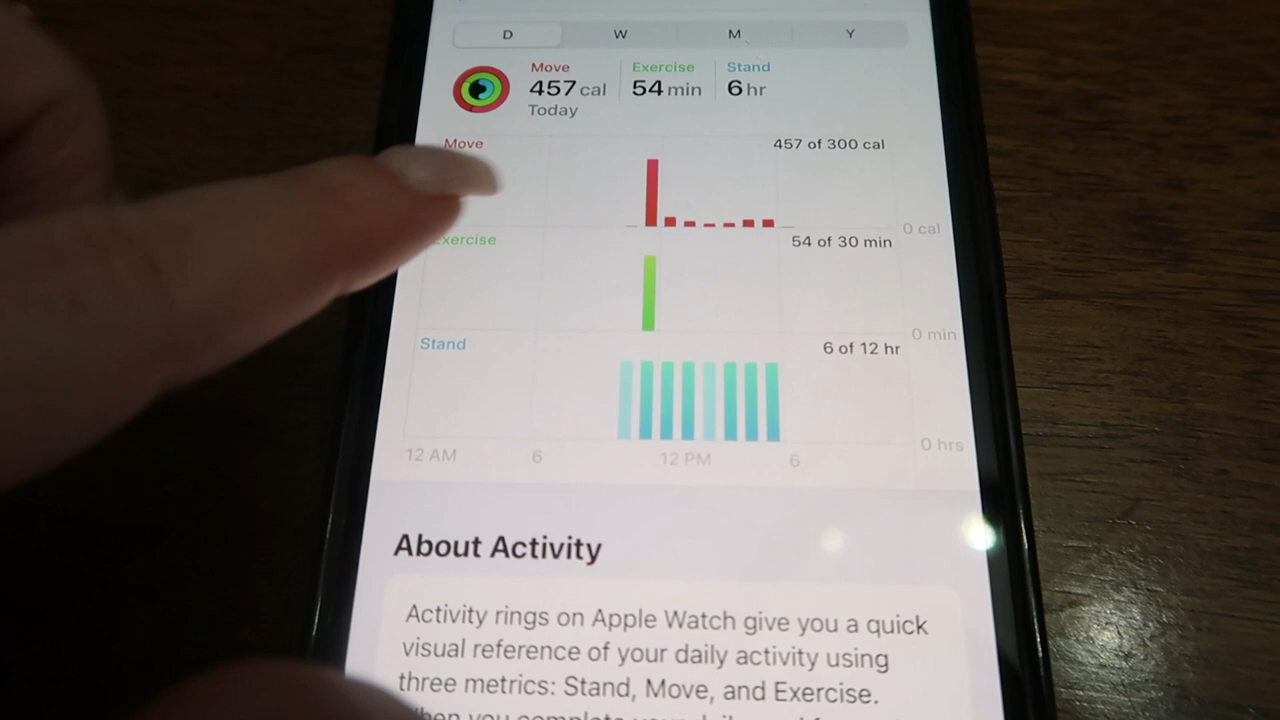 D W M Y
Move Exercise Stand
457 cal 54 min 6 hr
Today
Move 457 of 300 cal
0 cal
Exercise 54 of 30 min
0 min
Stand 6 of 12 hr
0 hrs
12 AM 6 12 PM 6
About Activity
Activity rings on Apple Watch give you a quick
visual reference of your daily activity using
three metrics: Stand, Move, and Exercise.